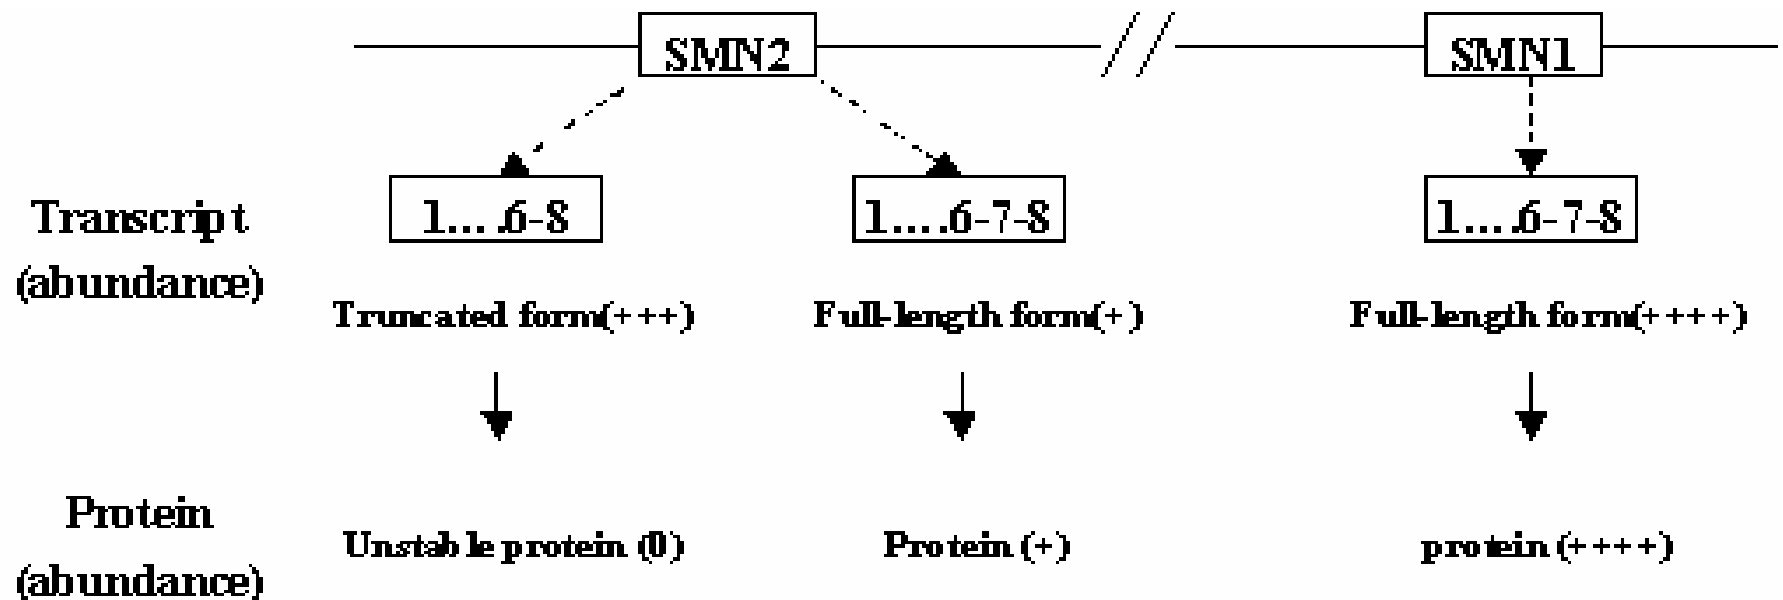 SMN2 SMN1
Transcript 1....6-8 1....6-7-8 1....6-7-8
(abundance)
Truncated form(+++) Full-length form(+) Full-length form(++++)
Protein
Unstable protein (0) Protein (+) protein (++++)
(abundance)